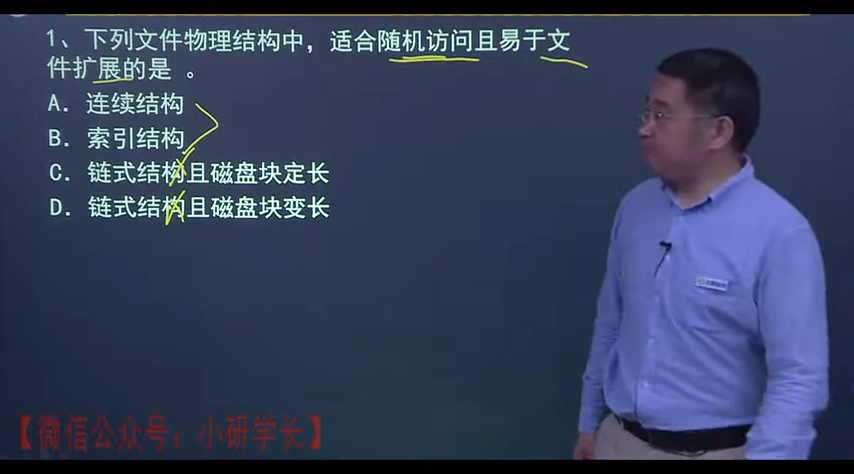 1、下列文件物理结构中，适合随机访问且易于文
件扩展的是 。
A. 连续结构
B. 索引结构
C. 链式结构且磁盘块定长
D. 链式结构且磁盘块变长
【微信公众号：小研学长】